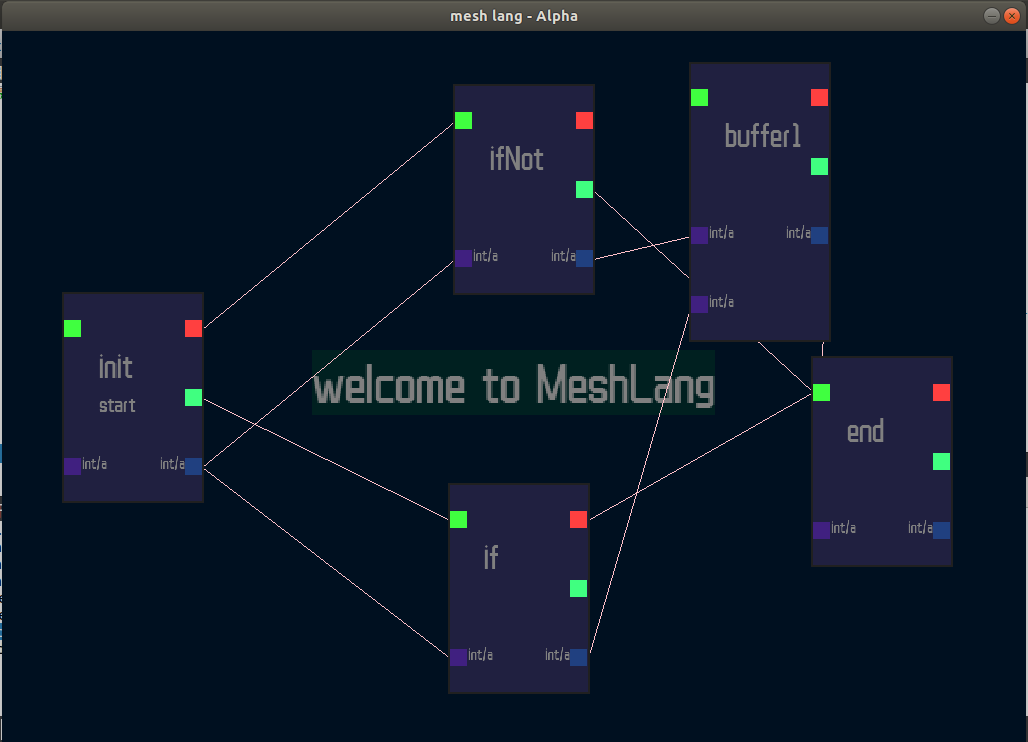 mesh lang - Alpha
ifNot
int/a
int/a
buffer1
int/a
int/a
int/a
init
start
int/a
int/a
welcome to MeshLang
if
int/a
int/a
end
int/a
int/a